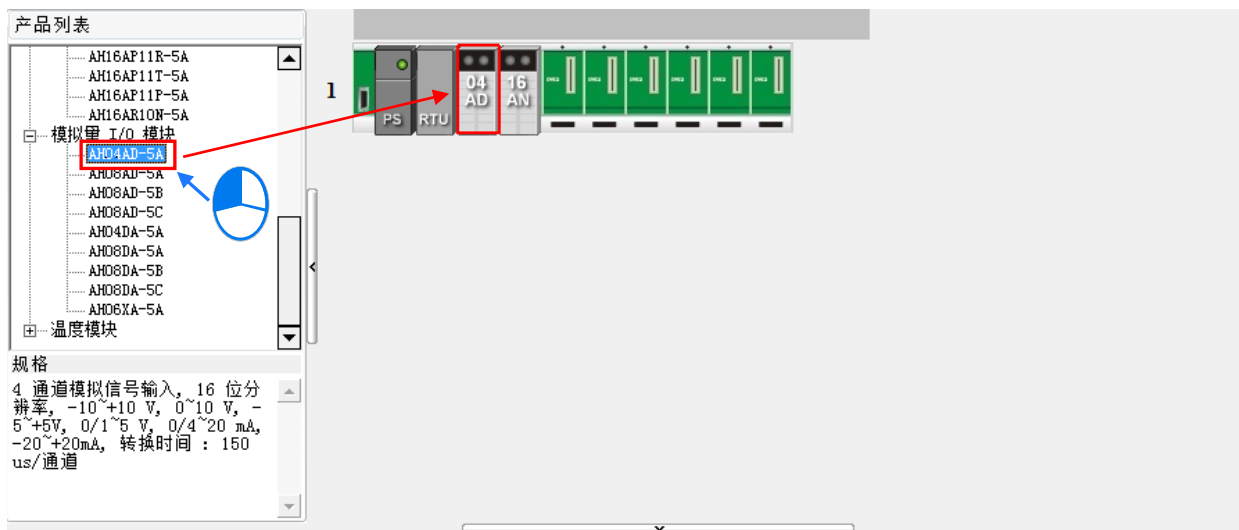 产品列表
AH16AP11R-5A
AH16AP11T-5A
AH16AP11P-5A
AH16AR10N-5A
模拟量 I/O 模块
AH04AD-5A
AH08AD-5A
AH08AD-5B
AH08AD-5C
AH04DA-5A
AH08DA-5A
AH08DA-5B
AH08DA-5C
AH06XA-5A
温度模块
规格
4 通道模拟信号输入, 16 位分
辨率, -10~+10 V, 0~10 V, -
5~+5V, 0/1~5 V, 0/4~20 mA,
-20~+20mA, 转换时间 : 150
us/通道
1
PS
RTU
04
AD
16
AN